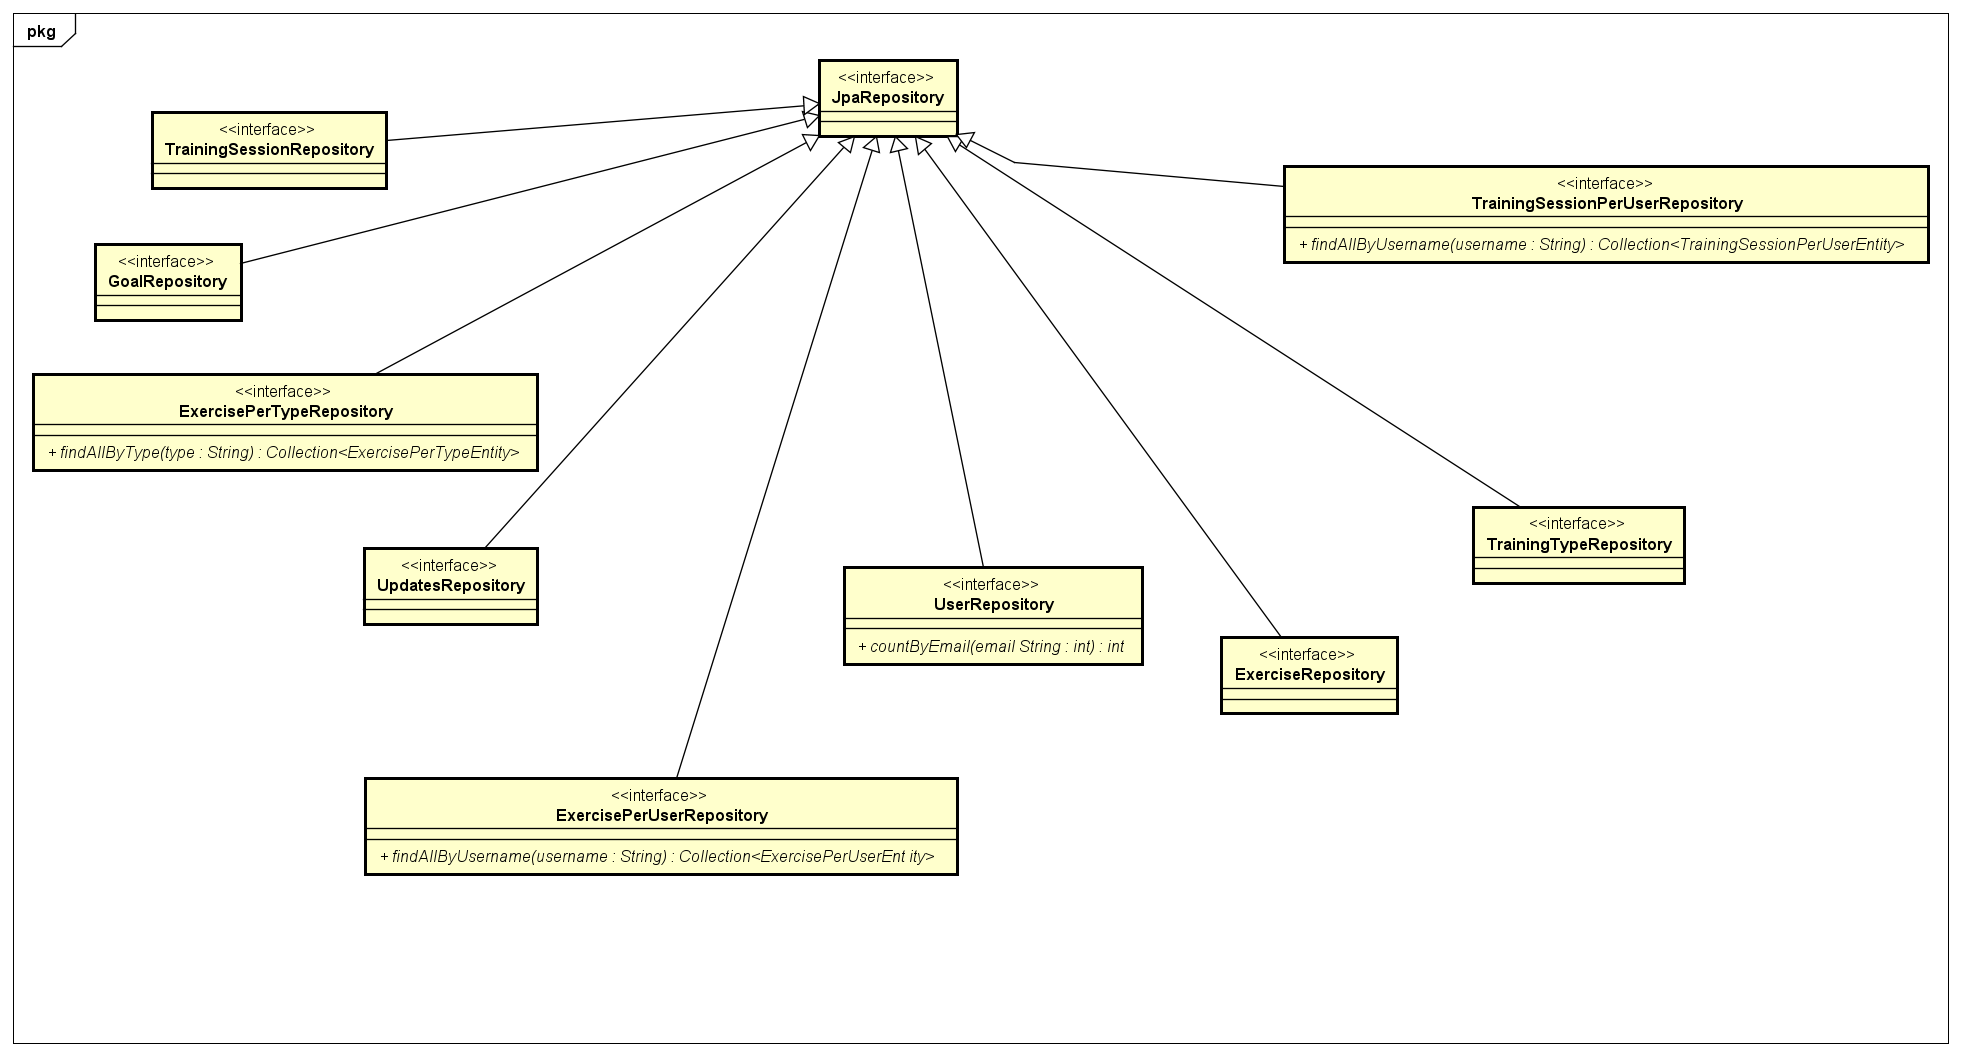 pkg
<<interface>>
JpaRepository
<<interface>>
TrainingSessionRepository
<<interface>>
TrainingSessionPerUserRepository
+ findAllByUsername(username : String) : Collection<TrainingSessionPerUserEntity>
<<interface>>
GoalRepository
<<interface>>
ExercisePerTypeRepository
+ findAllByType(type : String) : Collection<ExercisePerTypeEntity>
<<interface>>
TrainingTypeRepository
<<interface>>
UpdatesRepository
<<interface>>
UserRepository
+ countByEmail(email String : int) : int
<<interface>>
ExerciseRepository
<<interface>>
ExercisePerUserRepository
+ findAllByUsername(username : String) : Collection<ExercisePerUserEnt ity>